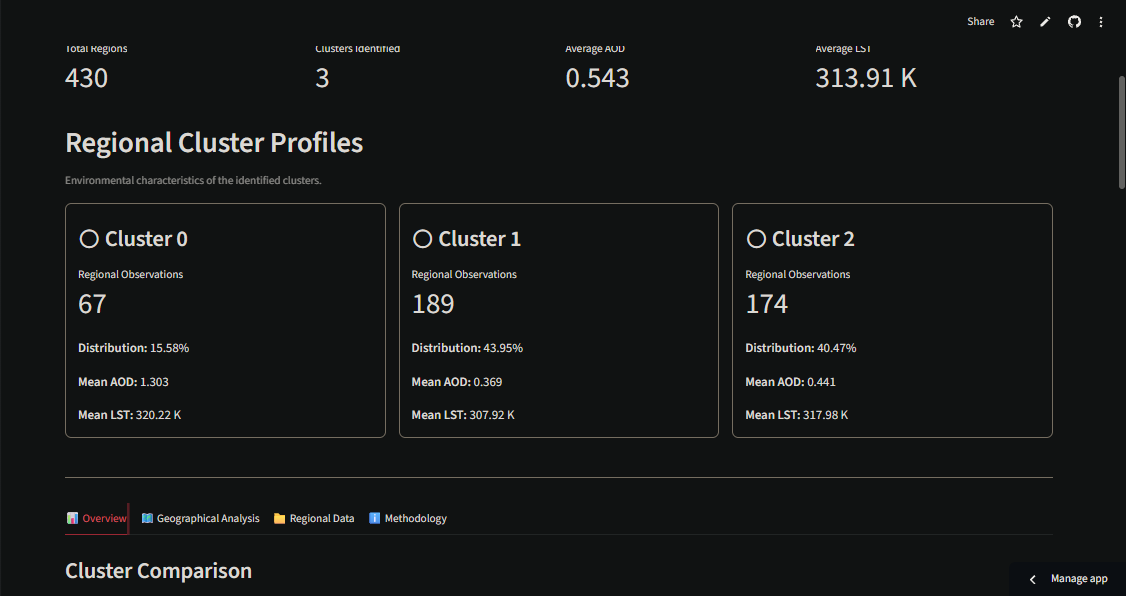 Share
Total Regions
Clusters Identified
Average AOD
Average LST
430
3
0.543
313.91 K
Regional Cluster Profiles
Environmental characteristics of the identified clusters.
Cluster 0
Regional Observations
67
Distribution: 15.58%
Mean AOD: 1.303
Mean LST: 320.22 K
Cluster 1
Regional Observations
189
Distribution: 43.95%
Mean AOD: 0.369
Mean LST: 307.92 K
Cluster 2
Regional Observations
174
Distribution: 40.47%
Mean AOD: 0.441
Mean LST: 317.98 K
Overview
Geographical Analysis
Regional Data
Methodology
Cluster Comparison
Manage app